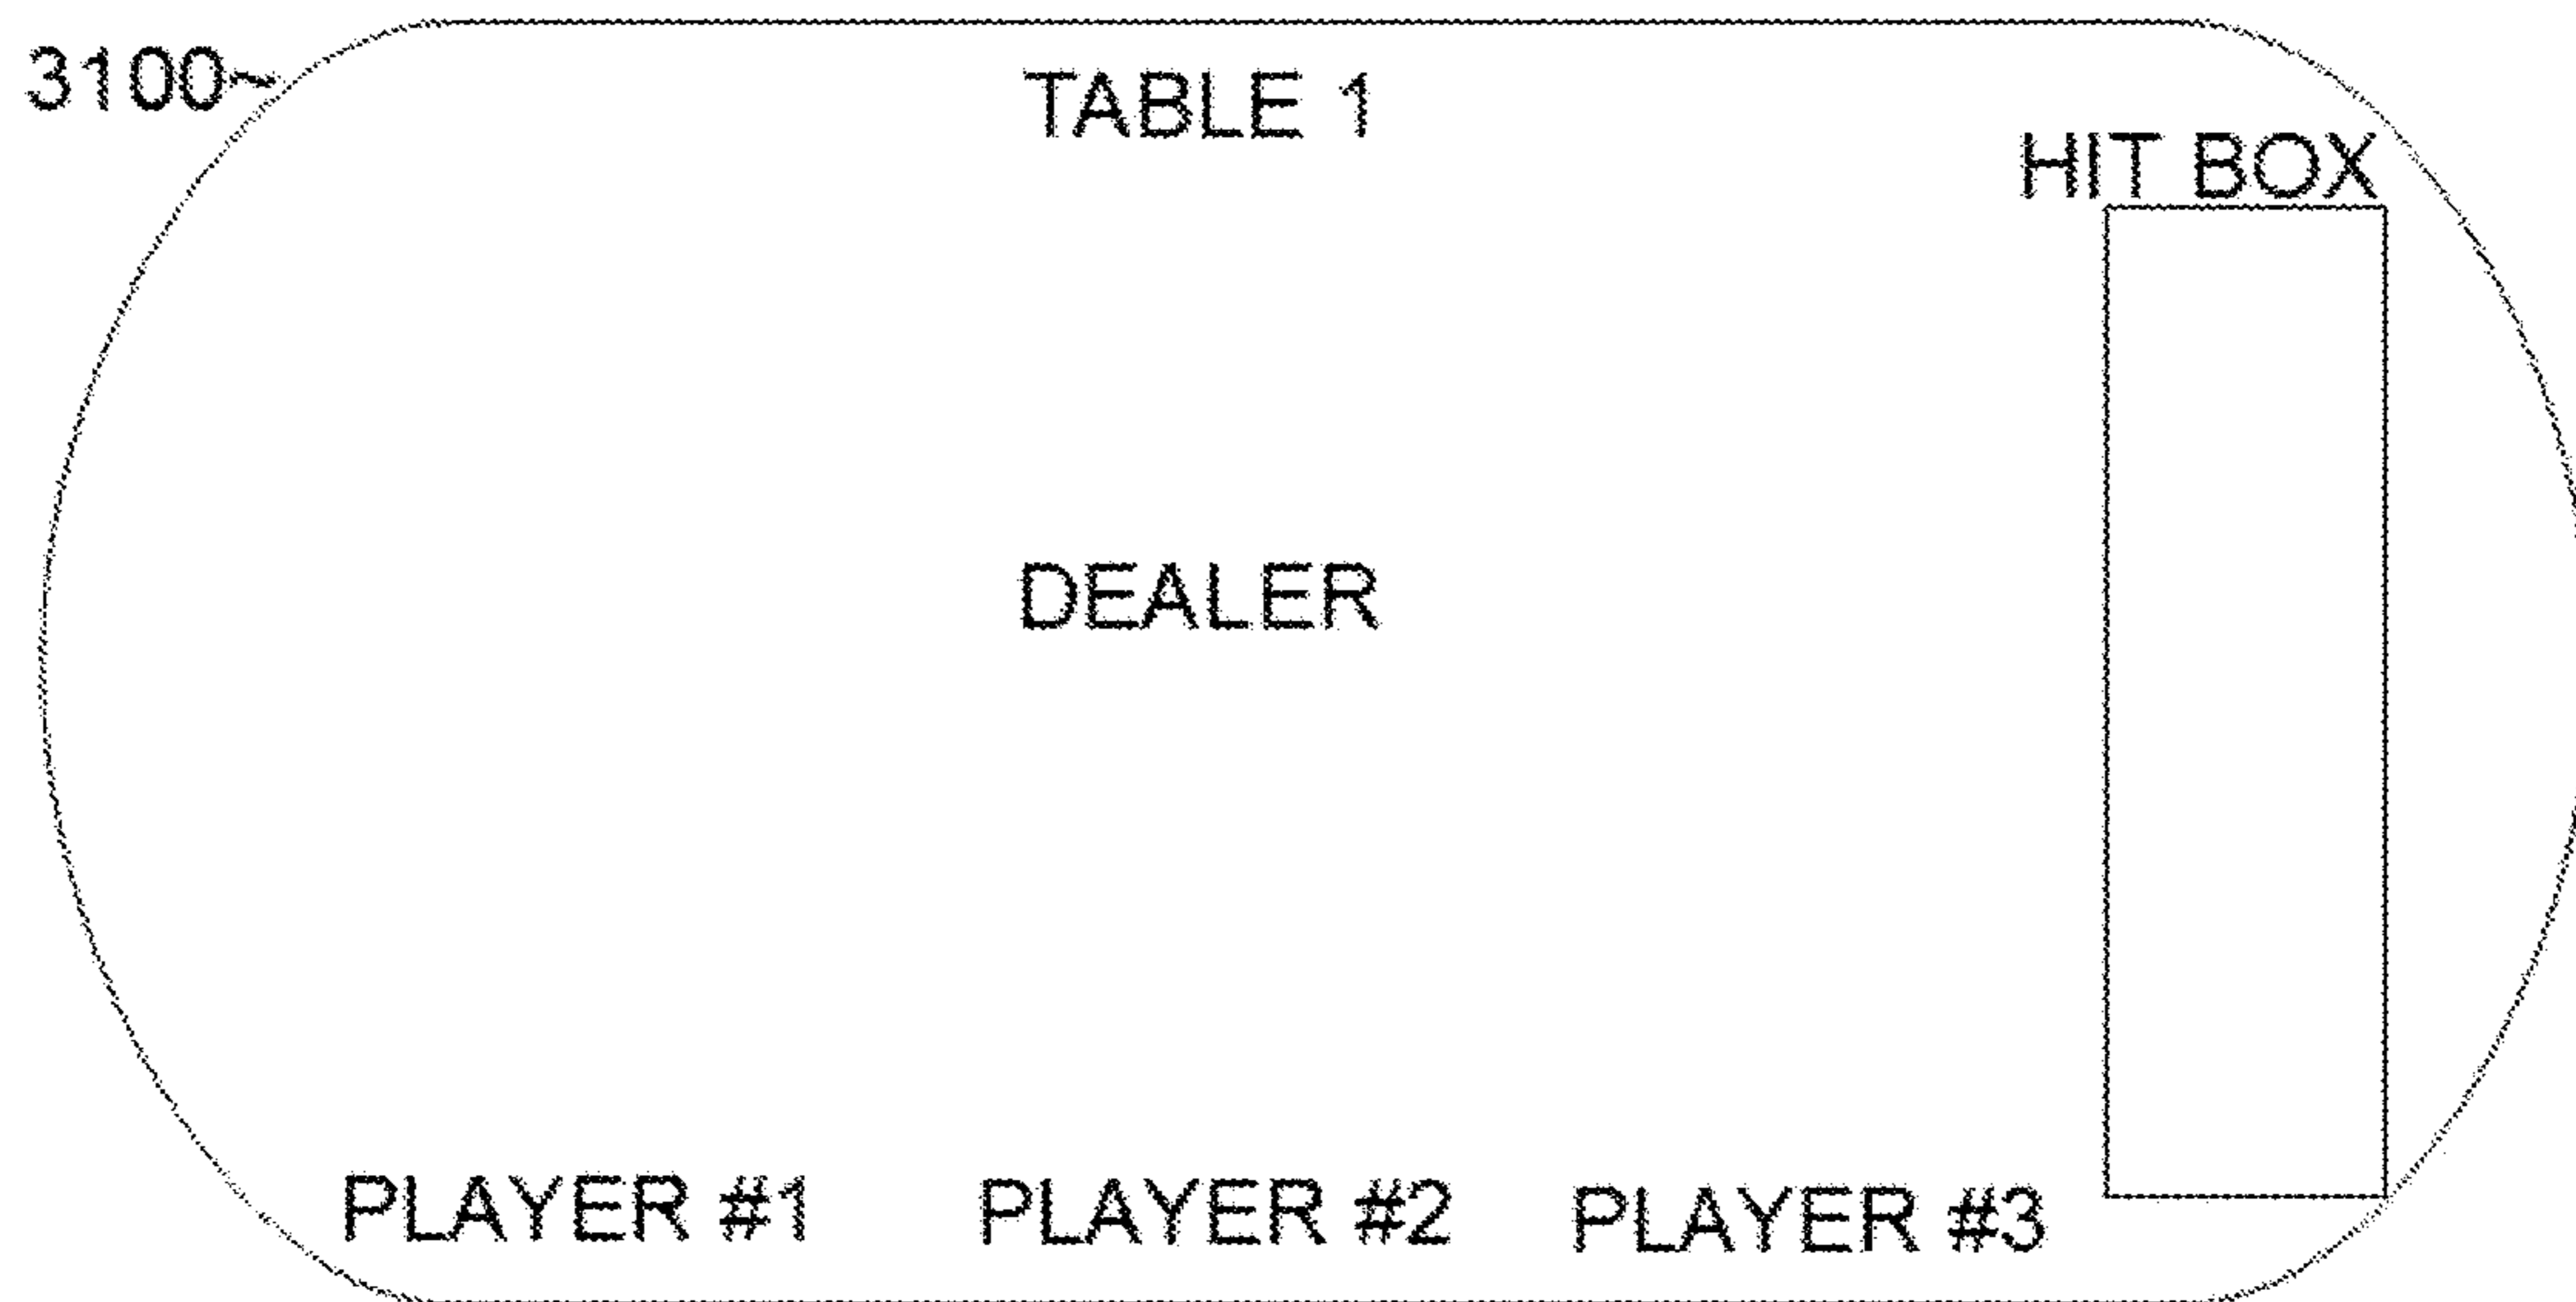 3100~
TABLE 1
HIT BOX
DEALER
PLAYER #1 PLAYER #2 PLAYER #3